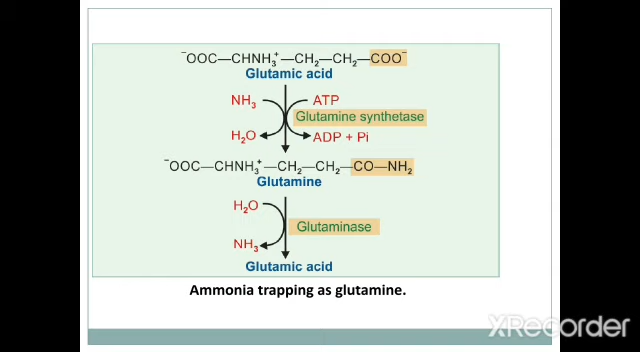 ⁻OOC—CHNH₃⁺—CH₂—CH₂—COO⁻
Glutamic acid
NH₃ ATP
Glutamine synthetase
H₂O ADP + Pi
⁻OOC—CHNH₃⁺—CH₂—CH₂—CO—NH₂
Glutamine
H₂O
Glutaminase
NH₃
Glutamic acid
Ammonia trapping as glutamine.
XRecorder